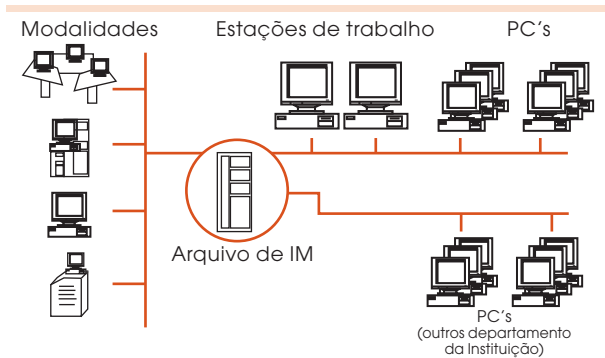 Modalidades
Estações de trabalho
PC's
Arquivo de IM
PC's
(outros departamento
da Instituição)